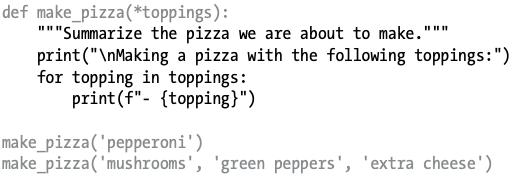 def make_pizza(*toppings):
    """Summarize the pizza we are about to make."""
    print("\nMaking a pizza with the following toppings:")
    for topping in toppings:
        print(f"- {topping}")

make_pizza('pepperoni')
make_pizza('mushrooms', 'green peppers', 'extra cheese')